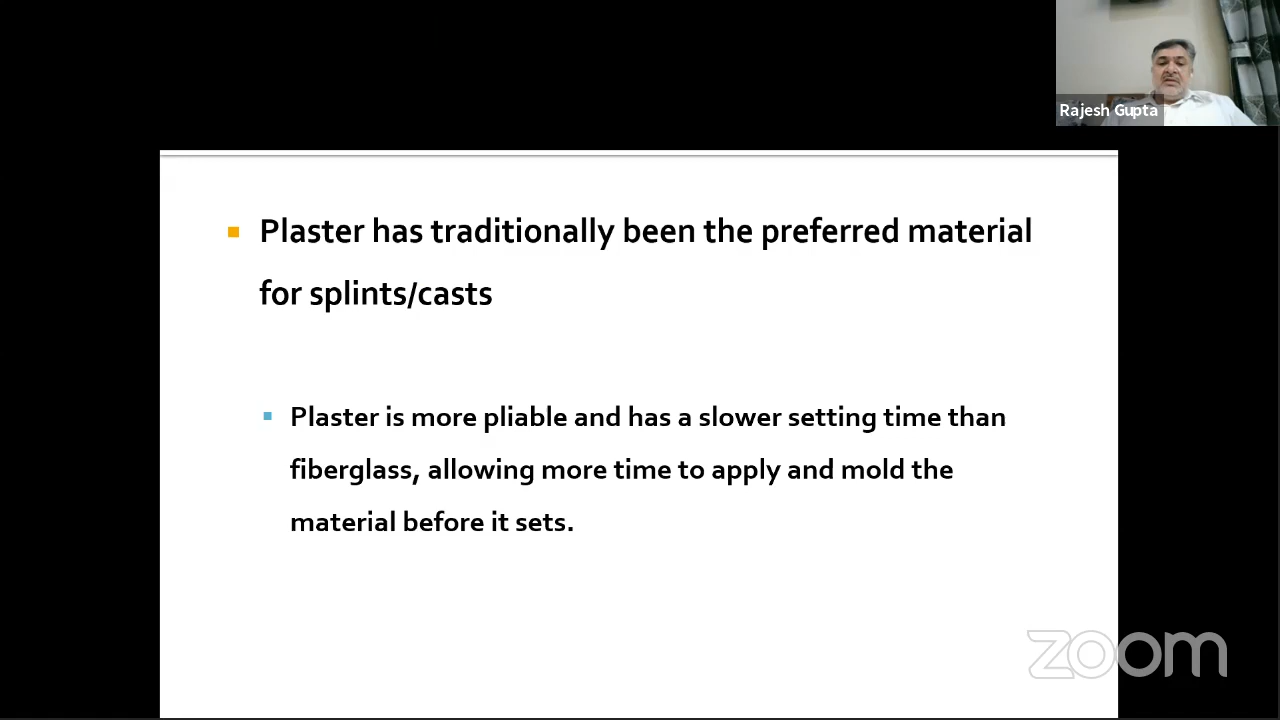 Rajesh Gupta
Plaster has traditionally been the preferred material
for splints/casts
Plaster is more pliable and has a slower setting time than
fiberglass, allowing more time to apply and mold the
material before it sets.
zoom